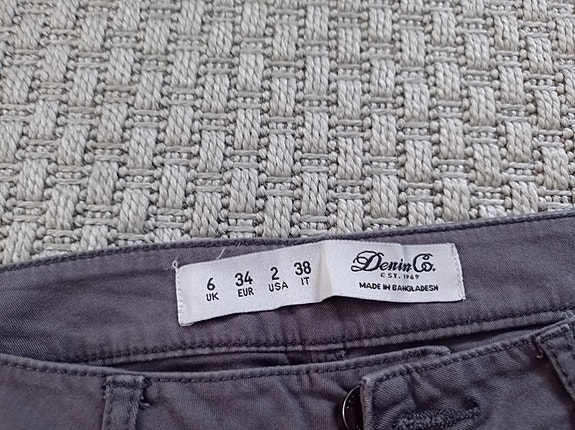 6 34 2 38
UK EUR USA IT
Denim Co.
EST. 1969
MADE IN BANGLADESH